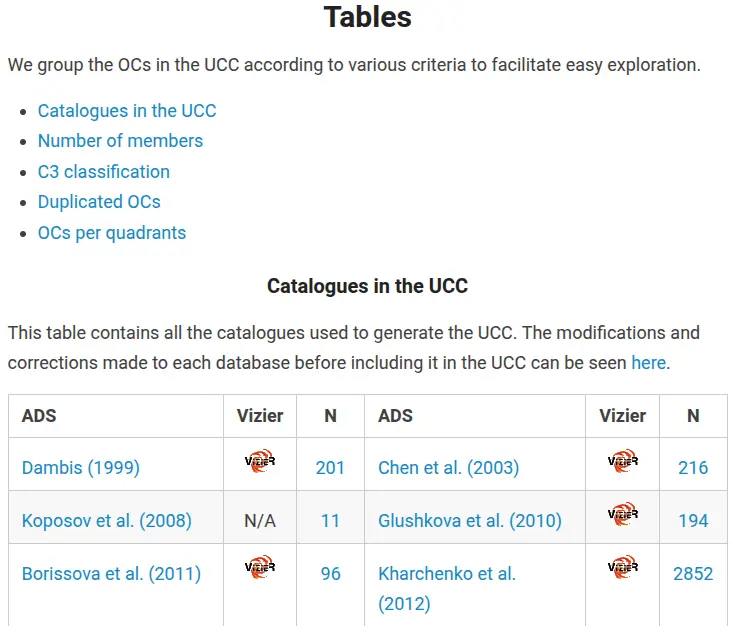 Tables
We group the OCs in the UCC according to various criteria to facilitate easy exploration.
Catalogues in the UCC
Number of members
C3 classification
Duplicated OCs
OCs per quadrants
Catalogues in the UCC
This table contains all the catalogues used to generate the UCC. The modifications and
corrections made to each database before including it in the UCC can be seen here.
ADS Vizier N ADS Vizier N
Dambis (1999) VizieR 201 Chen et al. (2003) VizieR 216
Koposov et al. (2008) N/A 11 Glushkova et al. (2010) VizieR 194
Borissova et al. (2011) VizieR 96 Kharchenko et al. VizieR 2852
(2012)